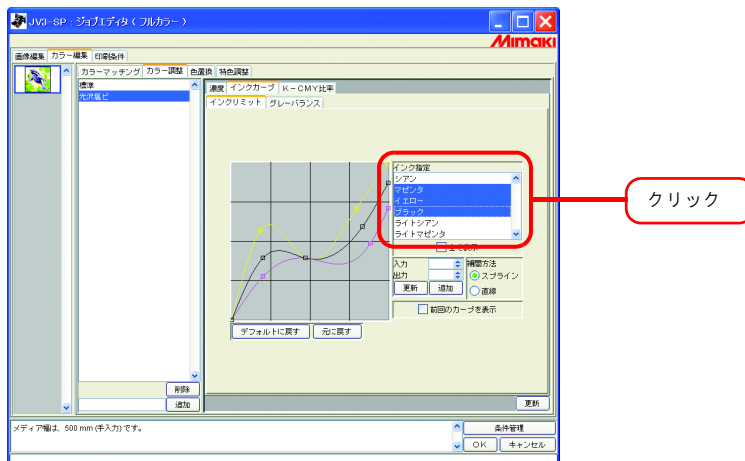 JV3-SP : ジョブエディタ ( フルカラー )
Mimaki
画像編集 カラー編集 印刷条件
カラーマッチング カラー調整 色置換 特色調整
標準
光沢塩ビ
濃度 インクカーブ K-CMY比率
インクリミット グレーバランス
インク指定
シアン
マゼンタ
イエロー
ブラック
ライトシアン
ライトマゼンタ
全て表示
クリック
入力
出力
更新 追加
補間方法
スプライン
直線
前回のカーブを表示
デフォルトに戻す 元に戻す
削除
追加
更新
メディア幅は、500 mm (手入力) です。
条件管理
OK キャンセル